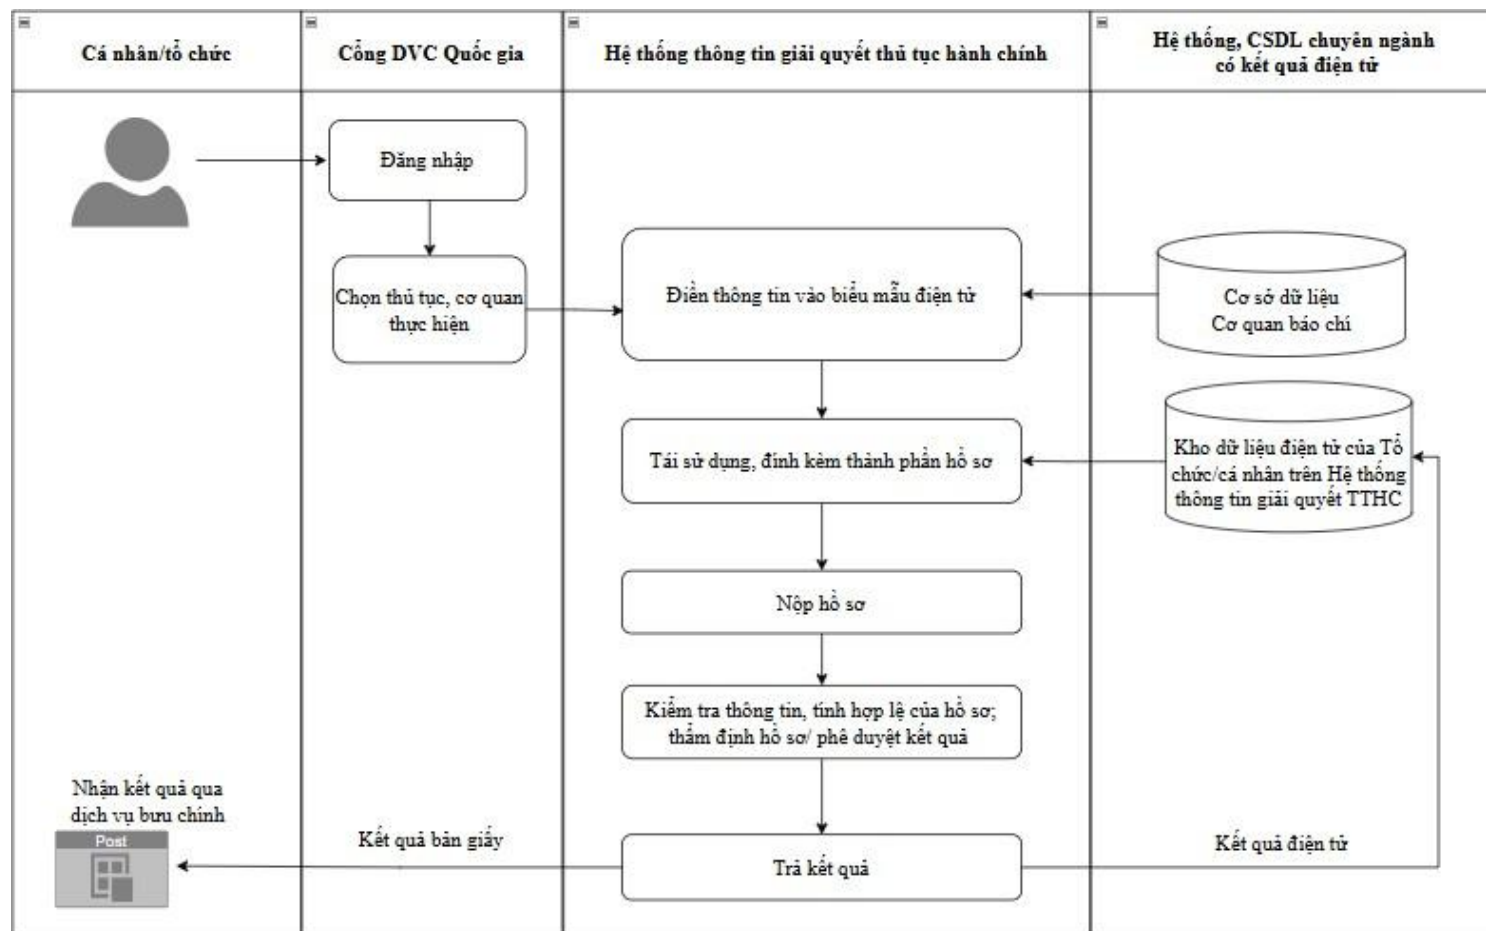 Cá nhân/tổ chức
Cổng DVC Quốc gia
Hệ thống thông tin giải quyết thủ tục hành chính
Hệ thống, CSDL chuyên ngành
có kết quả điện tử
Đăng nhập
Chọn thủ tục, cơ quan
thực hiện
Điền thông tin vào biểu mẫu điện tử
Cơ sở dữ liệu
Cơ quan báo chí
Tái sử dụng, đính kèm thành phần hồ sơ
Kho dữ liệu điện tử của Tổ
chức/cá nhân trên Hệ thống
thông tin giải quyết TTHC
Nộp hồ sơ
Kiểm tra thông tin, tính hợp lệ của hồ sơ;
thẩm định hồ sơ/ phê duyệt kết quả
Nhận kết quả qua
dịch vụ bưu chính
Post
Kết quả bản giấy
Trả kết quả
Kết quả điện tử